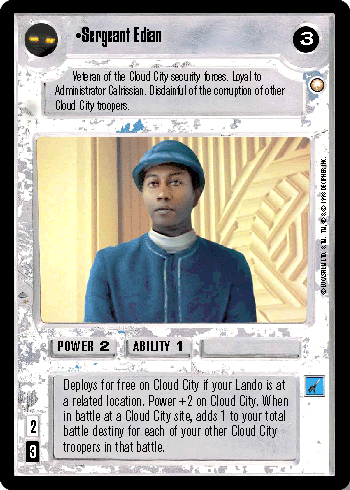 •Sergeant Edian
3
Veteran of the Cloud City security forces. Loyal to
Administrator Calrissian. Disdainful of the corruption of other
Cloud City troopers.
POWER 2 ABILITY 1
Deploys for free on Cloud City if your Lando is at
a related location. Power +2 on Cloud City. When
in battle at a Cloud City site, adds 1 to your total
battle destiny for each of your other Cloud City
troopers in that battle.
2
3